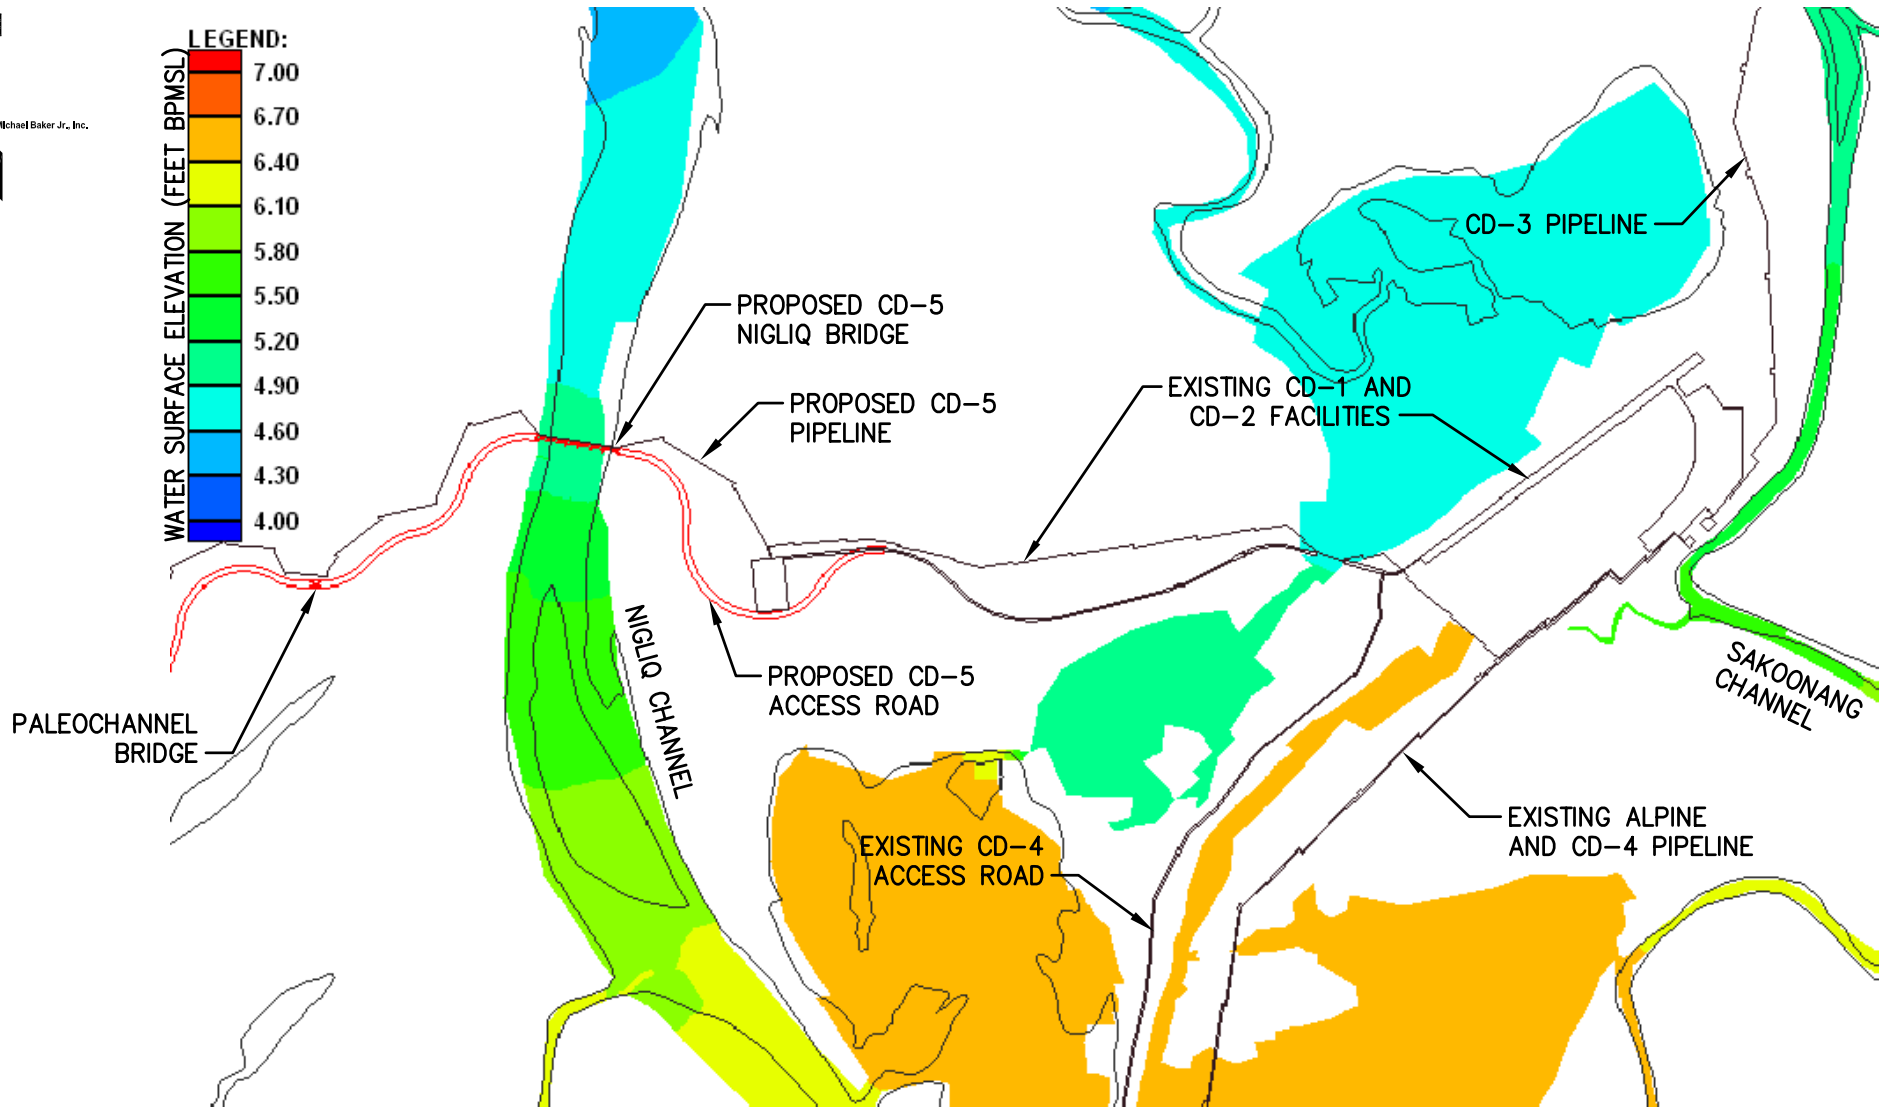 LEGEND:
WATER SURFACE ELEVATION (FEET BPMSL)
7.00
6.70
6.40
6.10
5.80
5.50
5.20
4.90
4.60
4.30
4.00
Michael Baker Jr., Inc.
CD-3 PIPELINE
PROPOSED CD-5
NIGLIQ BRIDGE
PROPOSED CD-5
PIPELINE
EXISTING CD-1 AND
CD-2 FACILITIES
NIGLIQ CHANNEL
PROPOSED CD-5
ACCESS ROAD
SAKOONANG
CHANNEL
PALEOCHANNEL
BRIDGE
EXISTING CD-4
ACCESS ROAD
EXISTING ALPINE
AND CD-4 PIPELINE